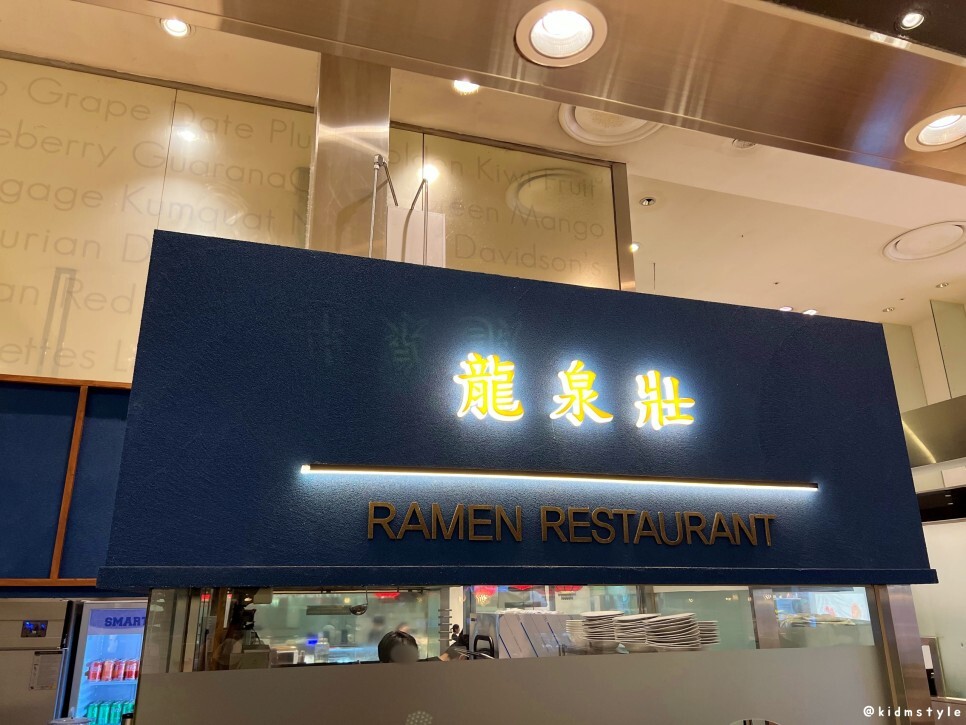 Grape Date Plu
eberry Guarana
Kiwi Fruit
gage Kumquat
Mango
urian D
Davidson's
Red
ettes
龍泉壯
RAMEN RESTAURANT
SMART
@kidmstyle